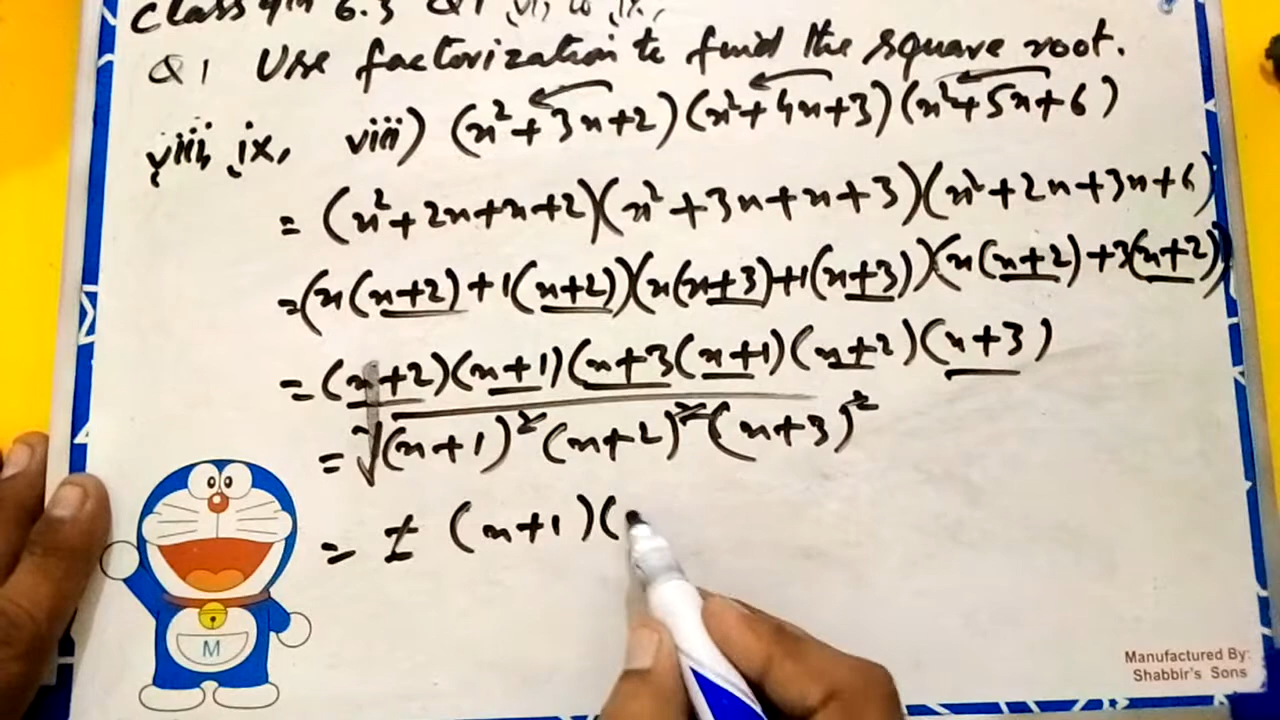 Class 9th 6.3 Q1 vii to ix,
Q1 Use factorization to find the square root.
viii, ix, viii) (x²+3x+2)(x²+4x+3)(x²+5x+6)
= (x²+2x+x+2)(x²+3x+x+3)(x²+2x+3x+6)
=(x(x+2)+1(x+2))(x(x+3)+1(x+3))(x(x+2)+3(x+2))
= (x+2)(x+1)(x+3(x+1)(x+2)(x+3)
= √(x+1)²(x+2)²(x+3)²
= ± (x+1)(
M
Manufactured By:
Shabbir's Sons